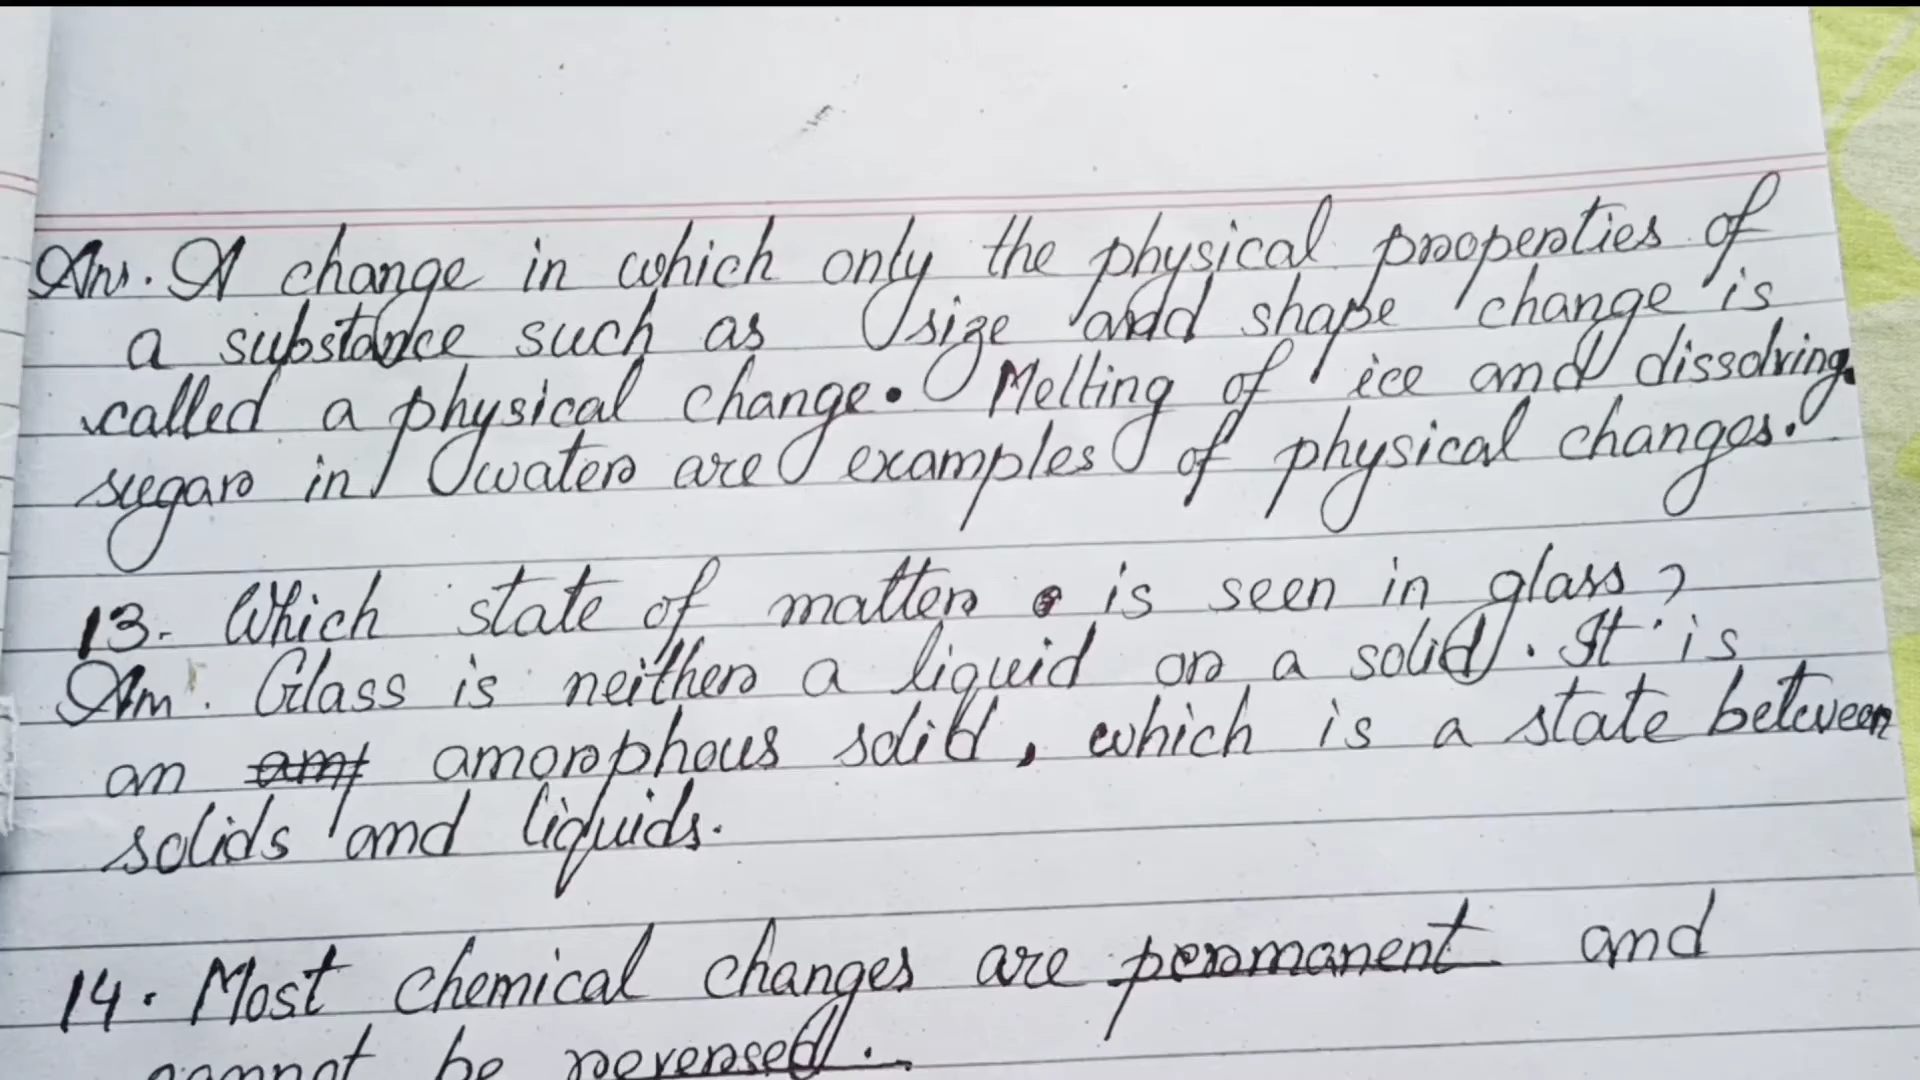 Ans. A change in which only the physical properties of
a substance such as size and shape change is
called a physical change. Melting of ice and dissolving
sugar in water are examples of physical changes.
13. Which state of matter is seen in glass?
Ans. Glass is neither a liquid or a solid. It is
an amorphous solid, which is a state between
solids and liquids.
14. Most chemical changes are permanent and
cannot be reversed.